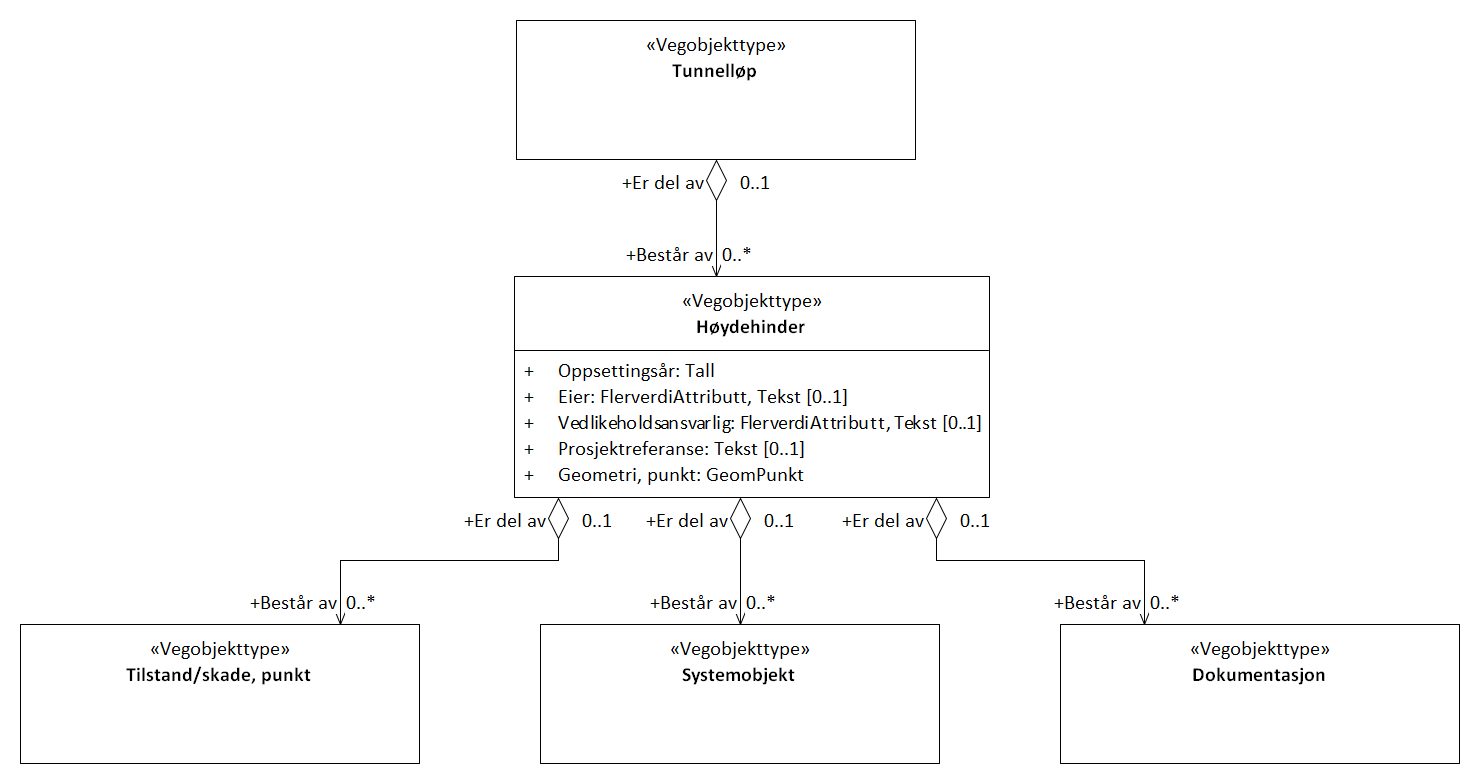 «Vegobjekttype»
Tunnelløp
+Er del av 0..1
+Består av 0..*
«Vegobjekttype»
Høydehinder
+ Oppsettingsår: Tall
+ Eier: FlerverdiAttributt, Tekst [0..1]
+ Vedlikeholdsansvarlig: FlerverdiAttributt, Tekst [0..1]
+ Prosjektreferanse: Tekst [0..1]
+ Geometri, punkt: GeomPunkt
+Er del av 0..1 +Er del av 0..1 +Er del av 0..1
+Består av 0..* +Består av 0..* +Består av 0..*
«Vegobjekttype»
Tilstand/skade, punkt
«Vegobjekttype»
Systemobjekt
«Vegobjekttype»
Dokumentasjon